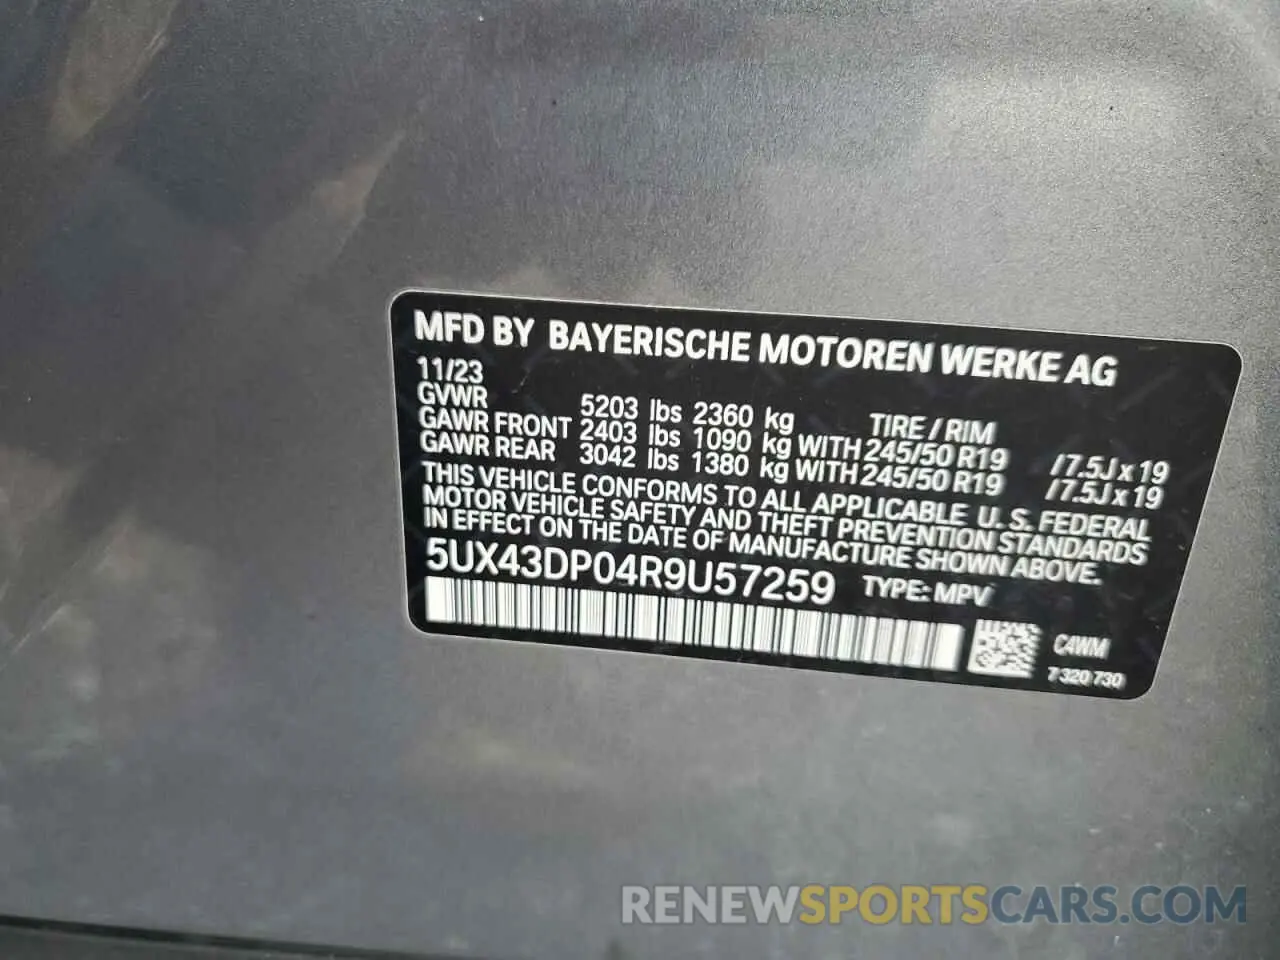 MFD BY BAYERISCHE MOTOREN WERKE AG
11/23
GVWR 5203 lbs 2360 kg TIRE / RIM
GAWR FRONT 2403 lbs 1090 kg WITH 245/50 R19 / 7.5J x 19
GAWR REAR 3042 lbs 1380 kg WITH 245/50 R19 / 7.5J x 19
THIS VEHICLE CONFORMS TO ALL APPLICABLE U. S. FEDERAL
MOTOR VEHICLE SAFETY AND THEFT PREVENTION STANDARDS
IN EFFECT ON THE DATE OF MANUFACTURE SHOWN ABOVE.
5UX43DP04R9U57259 TYPE: MPV
C4WM
7 320 730
RENEWSPORTSCARS.COM